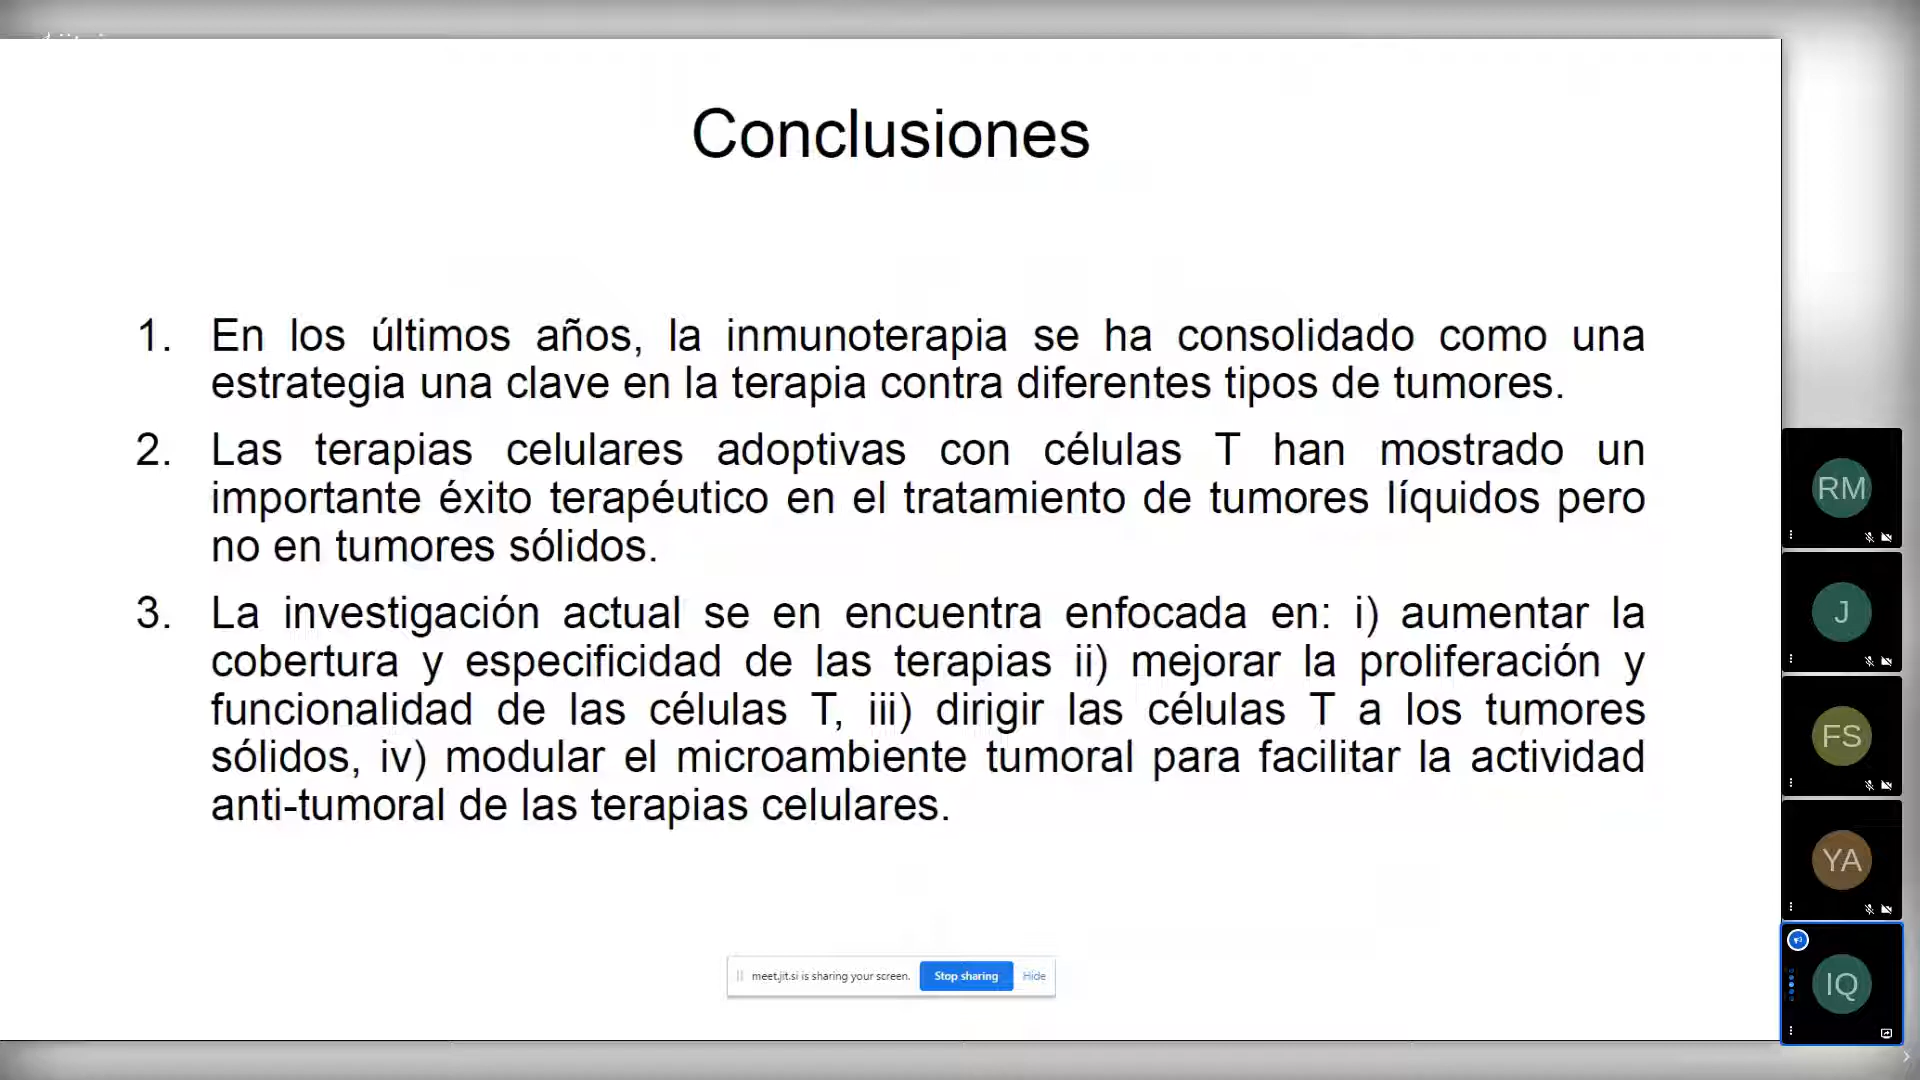 Conclusiones
1. En los últimos años, la inmunoterapia se ha consolidado como una
estrategia una clave en la terapia contra diferentes tipos de tumores.
2. Las terapias celulares adoptivas con células T han mostrado un
importante éxito terapéutico en el tratamiento de tumores líquidos pero
no en tumores sólidos.
3. La investigación actual se en encuentra enfocada en: i) aumentar la
cobertura y especificidad de las terapias ii) mejorar la proliferación y
funcionalidad de las células T, iii) dirigir las células T a los tumores
sólidos, iv) modular el microambiente tumoral para facilitar la actividad
anti-tumoral de las terapias celulares.
meet.jit.si is sharing your screen. Stop sharing Hide
RM
J
FS
YA
IQ